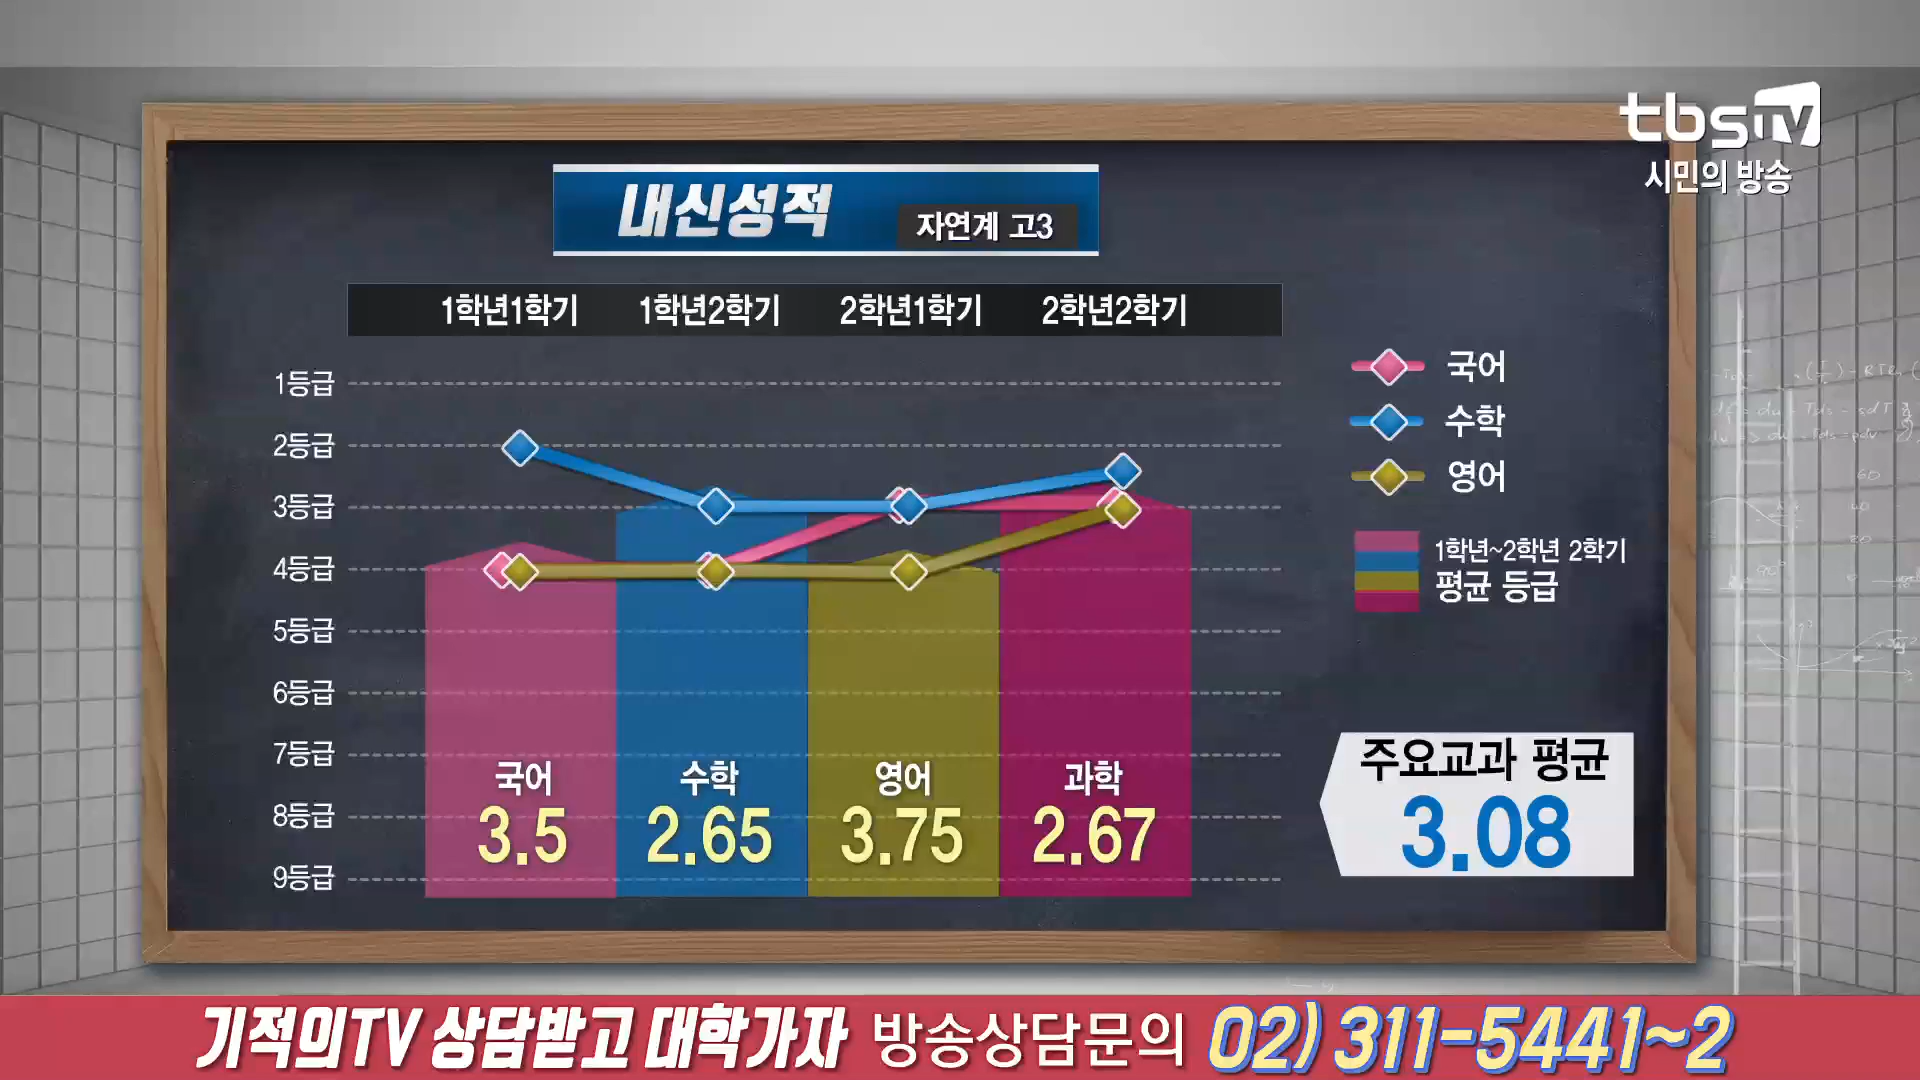 tbs TV
시민의 방송
내신성적 자연계 고3
1학년1학기 1학년2학기 2학년1학기 2학년2학기
1등급
2등급
3등급
4등급
5등급
6등급
7등급
8등급
9등급
국어
수학
영어
1학년~2학년 2학기
평균 등급
국어 수학 영어 과학
3.5 2.65 3.75 2.67
주요교과 평균
3.08
기적의TV 상담받고 대학가자 방송상담문의 02) 311-5441~2